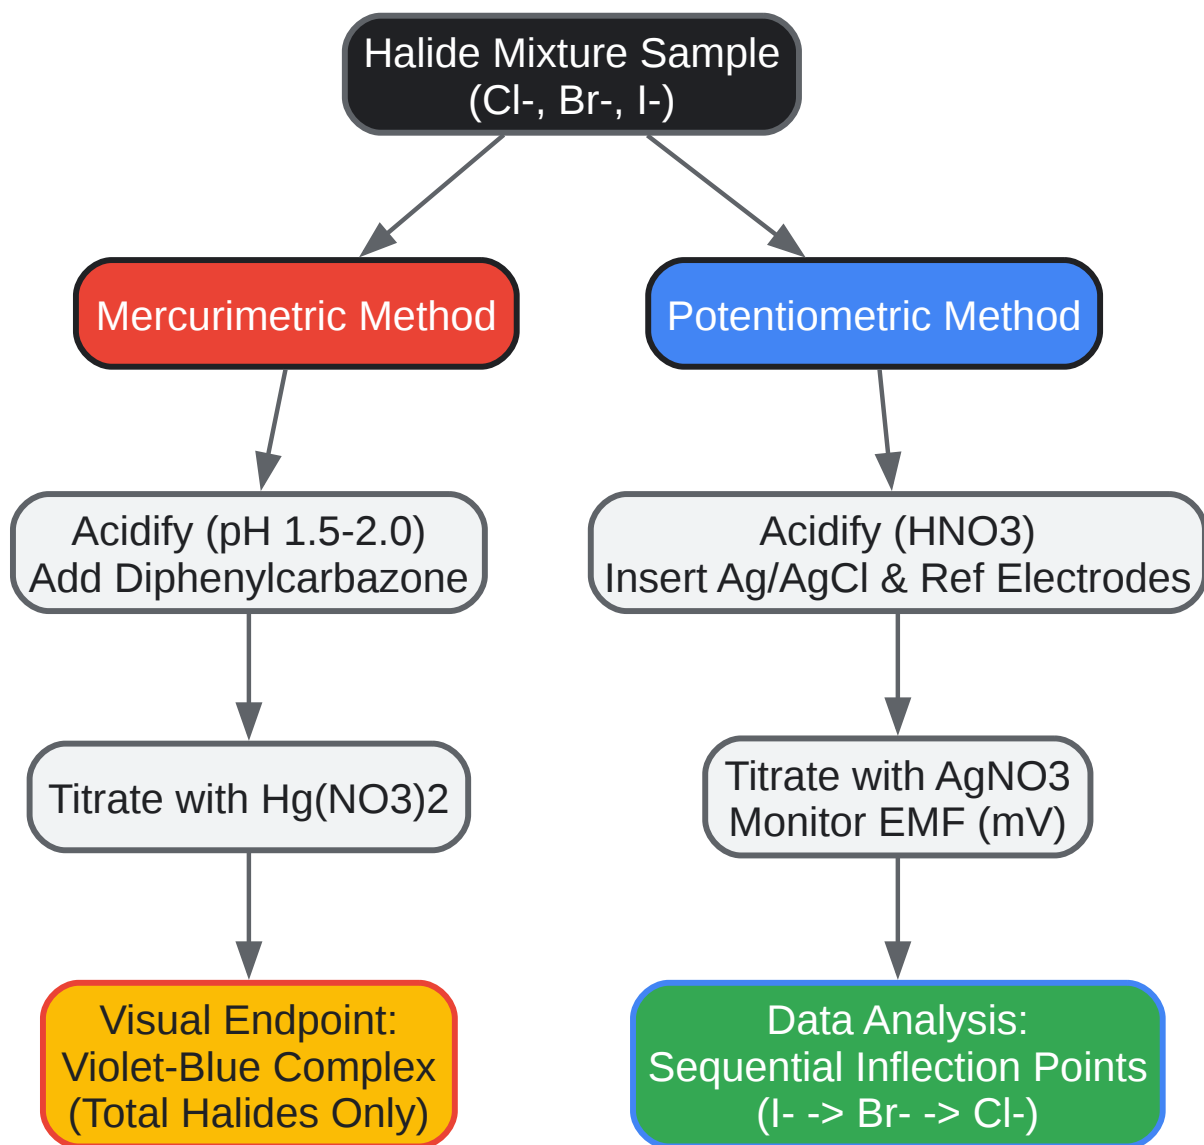 Halide Mixture Sample
(Cl-, Br-, I-)
Mercurimetric Method
Potentiometric Method
Acidify (pH 1.5-2.0)
Add Diphenylcarbazone
Acidify (HNO3)
Insert Ag/AgCl & Ref Electrodes
Titrate with Hg(NO3)2
Titrate with AgNO3
Monitor EMF (mV)
Visual Endpoint:
Violet-Blue Complex
(Total Halides Only)
Data Analysis:
Sequential Inflection Points
(I- -> Br- -> Cl-)